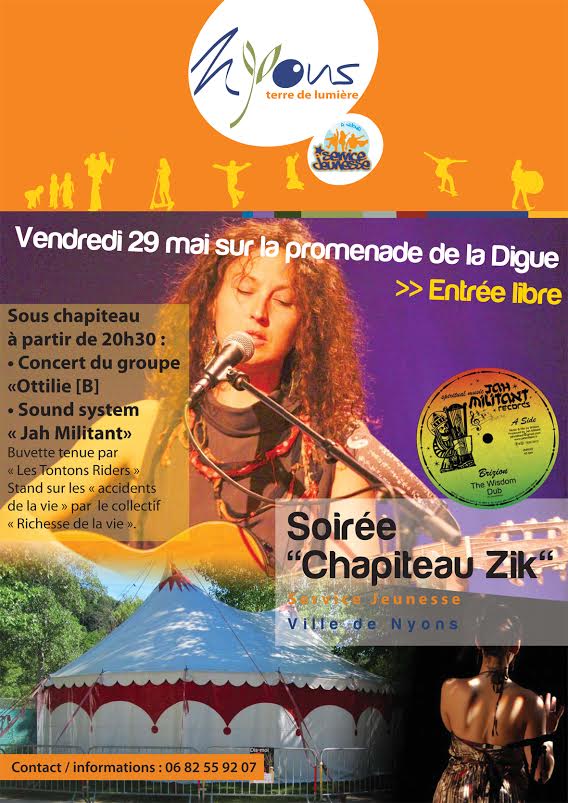 nyons
terre de lumière
Service
Jeunesse
Vendredi 29 mai sur la promenade de la Digue
>> Entrée libre
Sous chapiteau
à partir de 20h30 :
• Concert du groupe
«Ottilie [B]
• Sound system
« Jah Militant»
Buvette tenue par
« Les Tontons Riders »
Stand sur les « accidents
de la vie » par  le collectif
« Richesse de la vie ».
spiritual music
JAH
MILITANT
records
A Side
Brizion
The Wisdom
Dub
Soirée
"Chapiteau Zik"
Service Jeunesse
Ville de Nyons
Contact / informations : 06 82 55 92 07